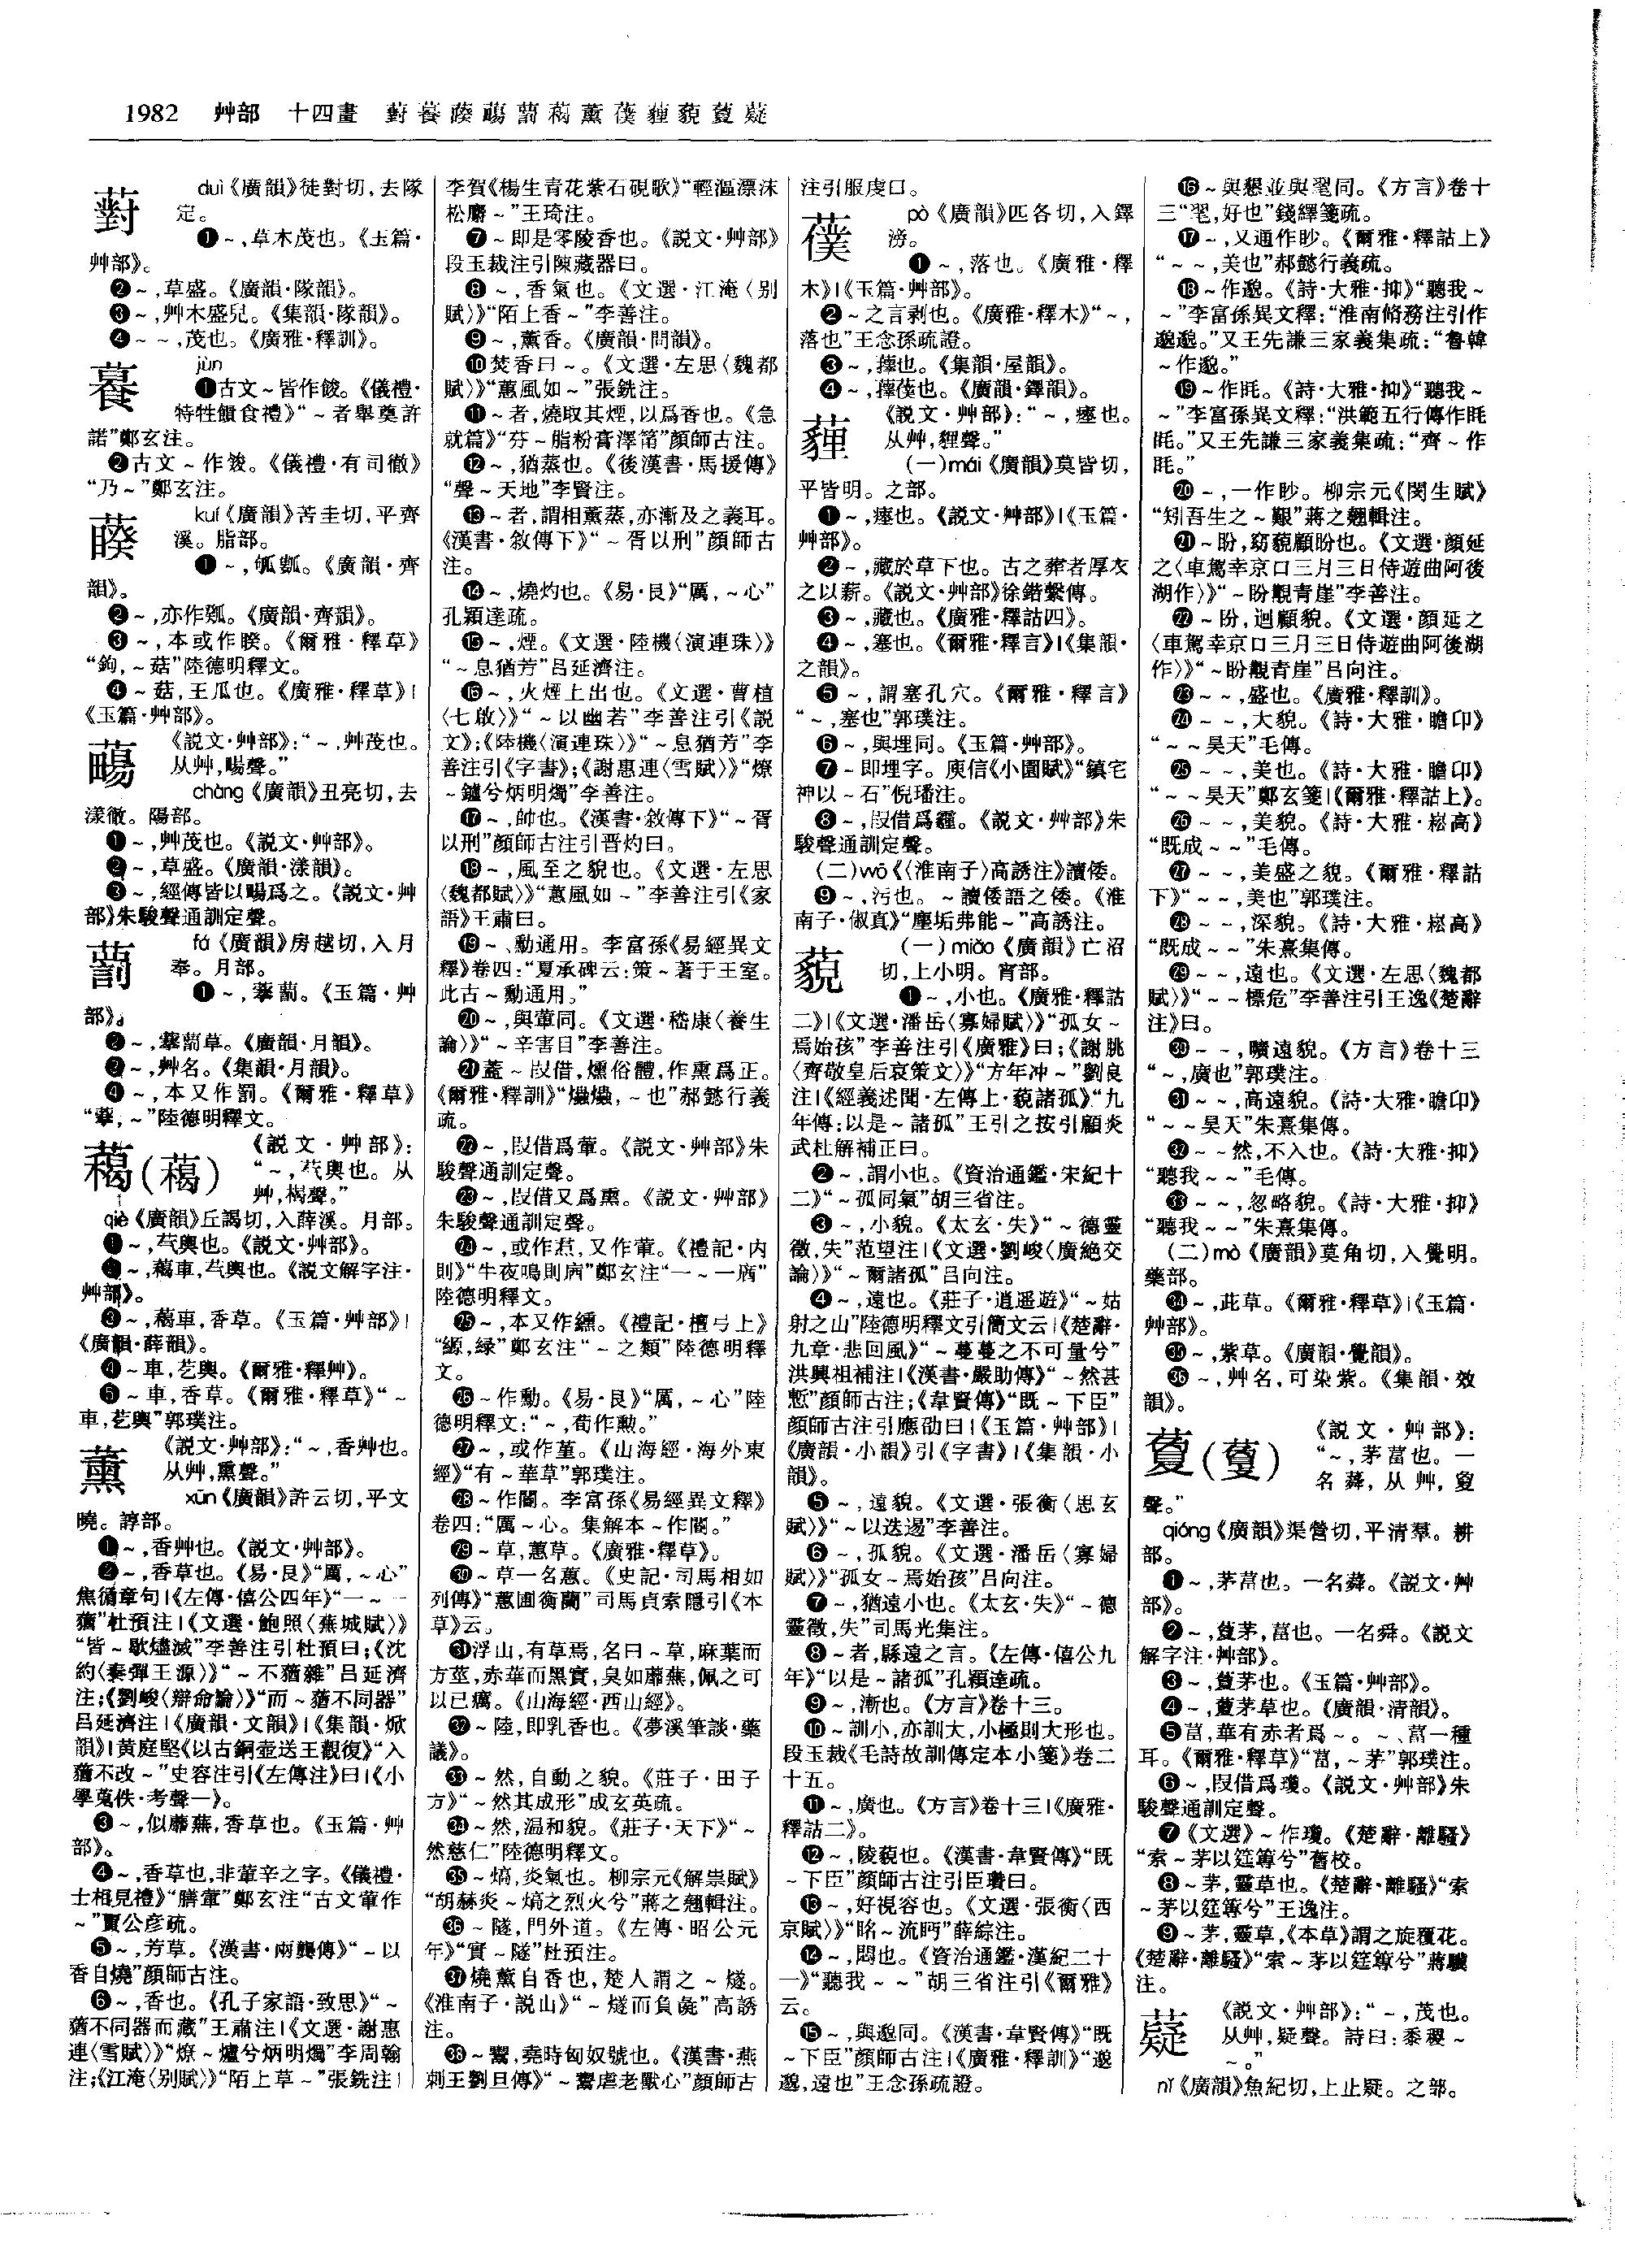 1982 艸部 十四畫 薱養藈蕮藅藒薰蒦薶藐藑薿
薱
duì《廣韻》徒對切,去隊
定。
❶~,草木茂也。《玉篇·
艸部》。
❷~,草盛。《廣韻·隊韻》。
❸~,艸木盛皃。《集韻·隊韻》。
❹~~,茂也。《廣雅·釋訓》。
jùn
❶古文~皆作餕。《儀禮·
特牲饋食禮》“~者舉奠許
諾”鄭玄注。
❷古文~作餕。《儀禮·有司徹》
“乃~”鄭玄注。
藈
kuí《廣韻》苦圭切,平齊
溪。脂部。
❶~,瓡㼖。《廣韻·齊
韻》。
❷~,亦作㼖。《廣韻·齊韻》。
❸~,本或作睽。《爾雅·釋草》
“鉤,~菇”陸德明釋文。
❹~菇,王瓜也。《廣雅·釋草》|
《玉篇·艸部》。
《説文·艸部》:“~,艸茂也。
从艸,暢聲。”
chàng《廣韻》丑亮切,去
漾徹。陽部。
❶~,艸茂也。《説文·艸部》。
❷~,草盛。《廣韻·漾韻》。
❸~,經傳皆以暢爲之。《説文·艸
部》朱駿聲通訓定聲。
藅
fá《廣韻》房越切,入月
奉。月部。
❶~,藆藅。《玉篇·艸
部》。
❷~,藆藅草。《廣韻·月韻》。
❸~,艸名。《集韻·月韻》。
❹~,本又作罰。《爾雅·釋草》
“蕇,~”陸德明釋文。
藒(藒)
《説文·艸部》:
“~,芞輿也。从
艸,楬聲。”
qiè《廣韻》丘謁切,入薛溪。月部。
❶~,芞輿也。《説文·艸部》。
❷~,藒車,芞輿也。《説文解字注·
艸部》。
❸~,藒車,香草。《玉篇·艸部》|
《廣韻·薛韻》。
❹~車,芞輿。《爾雅·釋艸》。
❺~車,香草。《爾雅·釋草》“~
車,芞輿”郭璞注。
薰
《説文·艸部》:“~,香艸也。
从艸,熏聲。”
xūn《廣韻》許云切,平文
曉。諄部。
❶~,香艸也。《説文·艸部》。
❷~,香草也。《易·艮》“厲,~心”
焦循章句|《左傳·僖公四年》“一~一
蕕”杜預注|《文選·鮑照〈蕪城賦〉》
“皆~歇燼滅”李善注引杜預曰;《沈
約〈奏彈王源〉》“~不蕕雜”吕延濟
注;《劉峻〈辯命論〉》“而~蕕不同器”
吕延濟注|《廣韻·文韻》|《集韻·焮
韻》|黄庭堅《以古銅壺送王觀復》“入
蕕不改~”史容注引《左傳注》曰|《小
學蒐佚·考聲一》。
❸~,似蘼蕪,香草也。《玉篇·艸
部》。
❹~,香草也,非葷辛之字。《儀禮·
士相見禮》“膳葷”鄭玄注“古文葷作
~”賈公彦疏。
❺~,芳草。《漢書·兩龔傳》“~以
香自燒”顔師古注。
❻~,香也。《孔子家語·致思》“~
蕕不同器而藏”王肅注|《文選·謝惠
連〈雪賦〉》“燎~爐兮炳明燭”李周翰
注;《江淹〈别賦〉》“陌上草~”張銑注|
李賀《楊生青花紫石硯歌》“輕漚漂沫
松麝~”王琦注。
❼~即是零陵香也。《説文·艸部》
段玉裁注引陳藏器曰。
❽~,香氣也。《文選·江淹〈别
賦〉》“陌上香~”李善注。
❾~,薰香。《廣韻·問韻》。
❿焚香曰~。《文選·左思〈魏都
賦〉》“蕙風如~”張銑注。
⓫~者,燒取其煙,以爲香也。《急
就篇》“芬~脂粉膏澤筩”顔師古注。
⓬~,猶蒸也。《後漢書·馬援傳》
“聲~天地”李賢注。
⓭~者,謂相薰蒸,亦漸及之義耳。
《漢書·敘傳下》“~胥以刑”顔師古
注。
⓮~,燒灼也。《易·艮》“厲,~心”
孔穎達疏。
⓯~,煙。《文選·陸機〈演連珠〉》
“~息猶芳”吕延濟注。
⓰~,火煙上出也。《文選·曹植
〈七啟〉》“~以幽若”李善注引《説
文》;《陸機〈演連珠〉》“~息猶芳”李
善注引《字書》;《謝惠連〈雪賦〉》“燎
~鑪兮炳明燭”李善注。
⓱~,帥也。《漢書·敘傳下》“~胥
以刑”顔師古注引晋灼曰。
⓲~,風至之貌也。《文選·左思
〈魏都賦〉》“蕙風如~”李善注引《家
語》王肅曰。
⓳~、勳通用。李富孫《易經異文
釋》卷四:“夏承碑云:策~著于王室。
此古~勳通用。”
⓴~,與葷同。《文選·嵇康〈養生
論〉》“~辛害目”李善注。
㉑蓋~叚借,燻俗體,作熏爲正。
《爾雅·釋訓》“爞爞,~也”郝懿行義
疏。
㉒~,叚借爲葷。《説文·艸部》朱
駿聲通訓定聲。
㉓~,叚借又爲熏。《説文·艸部》
朱駿聲通訓定聲。
㉔~,或作焄,又作葷。《禮記·内
則》“牛夜鳴則庮”鄭玄注“一~一庮”
陸德明釋文。
㉕~,本又作纁。《禮記·檀弓上》
“縓,緑”鄭玄注“~之類”陸德明釋
文。
㉖~作動。《易·艮》“厲,~心”陸
德明釋文:“~,荀作勳。”
㉗~,或作堇。《山海經·海外東
經》“有~華草”郭璞注。
㉘~作閽。李富孫《易經異文釋》
卷四:“厲~心。集解本~作閽。”
㉙~草,蕙草。《廣雅·釋草》。
㉚~草一名蕙。《史記·司馬相如
列傳》“蕙圃衡蘭”司馬貞索隱引《本
草》云。
㉛浮山,有草焉,名曰~草,麻葉而
方莖,赤華而黑實,臭如蘼蕪,佩之可
以已癘。《山海經·西山經》。
㉜~陸,即乳香也。《夢溪筆談·藥
議》。
㉝~然,自動之貌。《莊子·田子
方》“~然其成形”成玄英疏。
㉞~然,温和貌。《莊子·天下》“~
然慈仁”陸德明釋文。
㉟~熇,炎氣也。柳宗元《解祟賦》
“胡赫炎~熇之烈火兮”蔣之翹輯注。
㊱~隧,門外道。《左傳·昭公元
年》“實~隧”杜預注。
㊲燒薰自香也,楚人謂之~燧。
《淮南子·説山》“~燧而負彘”高誘
注。
㊳~鬻,堯時匈奴號也。《漢書·燕
刺王劉旦傳》“~鬻虐老獸心”顔師古
注引服虔曰。
pò《廣韻》匹各切,入鐸
滂。
❶~,落也。《廣雅·釋
木》|《玉篇·艸部》。
❷~之言剥也。《廣雅·釋木》“~,
落也”王念孫疏證。
❸~,蘀也。《集韻·屋韻》。
❹~,蘀葔也。《廣韻·鐸韻》。
薶
《説文·艸部》:“~,瘞也。
从艸,貍聲。”
(一)mái《廣韻》莫皆切,
平皆明。之部。
❶~,瘞也。《説文·艸部》|《玉篇·
艸部》。
❷~,藏於草下也。古之葬者厚衣
之以薪。《説文·艸部》徐鍇繫傳。
❸~,藏也。《廣雅·釋詁四》。
❹~,塞也。《爾雅·釋言》|《集韻·
之韻》。
❺~,謂塞孔穴。《爾雅·釋言》
“~,塞也”郭璞注。
❻~,與埋同。《玉篇·艸部》。
❼~即埋字。庾信《小園賦》“鎮宅
神以~石”倪璠注。
❽~,叚借爲霾。《説文·艸部》朱
駿聲通訓定聲。
(二)wō《〈淮南子〉高誘注》讀倭。
❾~,污也。~讀倭語之倭。《淮
南子·俶真》“塵垢弗能~”高誘注。
藐
(一)miǎo《廣韻》亡沼
切,上小明。宵部。
❶~,小也。《廣雅·釋詁
二》|《文選·潘岳〈寡婦賦〉》“孤女~
焉始孩”李善注引《廣雅》曰;《謝朓
〈齊敬皇后哀策文〉》“方年冲~”劉良
注|《經義述聞·左傳上·藐諸孤》“九
年傳:以是~諸孤”王引之按引顧炎
武杜解補正曰。
❷~,謂小也。《資治通鑑·宋紀十
二》“~孤同氣”胡三省注。
❸~,小貌。《太玄·失》“~德靈
徵,失”范望注|《文選·劉峻〈廣絶交
論〉》“~爾諸孤”吕向注。
❹~,遠也。《莊子·逍遥遊》“~姑
射之山”陸德明釋文引簡文云|《楚辭·
九章·悲回風》“~蔓蔓之不可量兮”
洪興祖補注|《漢書·嚴助傳》“~然甚
慙”顔師古注;《韋賢傳》“既~下臣”
顔師古注引應劭曰|《玉篇·艸部》|
《廣韻·小韻》引《字書》|《集韻·小
韻》。
❺~,遠貌。《文選·張衡〈思玄
賦〉》“~以迭逿”李善注。
❻~,孤貌。《文選·潘岳〈寡婦
賦〉》“孤女~焉始孩”吕向注。
❼~,猶遠小也。《太玄·失》“~德
靈徵,失”司馬光集注。
❽~者,縣遠之言。《左傳·僖公九
年》“以是~諸孤”孔穎達疏。
❾~,漸也。《方言》卷十三。
❿~訓小,亦訓大,小極則大形也。
段玉裁《毛詩故訓傳定本小箋》卷二
十五。
⓫~,廣也。《方言》卷十三|《廣雅·
釋詁二》。
⓬~,陵藐也。《漢書·韋賢傳》“既
~下臣”顔師古注引臣瓚曰。
⓭~,好視容也。《文選·張衡〈西
京賦〉》“眳~流眄”薛綜注。
⓮~,悶也。《資治通鑑·漢紀二十
一》“聽我~~”胡三省注引《爾雅》
云。
⓯~,與邈同。《漢書·韋賢傳》“既
~下臣”顔師古注|《廣雅·釋訓》“邈
邈,遠也”王念孫疏證。
⓰~與懇並與䝚同。《方言》卷十
三“䝚,好也”錢繹箋疏。
⓱~,又通作眇。《爾雅·釋詁上》
“~~,美也”郝懿行義疏。
⓲~作邈。《詩·大雅·抑》“聽我~
~”李富孫異文釋:“淮南脩務注引作
邈邈。”又王先謙三家義集疏:“魯韓
~作邈。”
⓳~作眊。《詩·大雅·抑》“聽我~
~”李富孫異文釋:“洪範五行傳作眊
眊。”又王先謙三家義集疏:“齊~作
眊。”
⓴~,一作眇。柳宗元《閔生賦》
“矧吾生之~艱”蔣之翹輯注。
㉑~盼,窈藐顧盼也。《文選·顔延
之〈車駕幸京口三月三日侍遊曲阿後
湖作〉》“~盼覯青崖”李善注。
㉒~盼,迴顧貌。《文選·顔延之
〈車駕幸京口三月三日侍遊曲阿後湖
作〉》“~盼覯青崖”吕向注。
㉓~~,盛也。《廣雅·釋訓》。
㉔~~,大貌。《詩·大雅·瞻卬》
“~~昊天”毛傳。
㉕~~,美也。《詩·大雅·瞻卬》
“~~昊天”鄭玄箋|《爾雅·釋詁上》。
㉖~~,美貌。《詩·大雅·崧高》
“既成~~”毛傳。
㉗~~,美盛之貌。《爾雅·釋詁
下》“~~,美也”郭璞注。
㉘~~,深貌。《詩·大雅·崧高》
“既成~~”朱熹集傳。
㉙~~,遠也。《文選·左思〈魏都
賦〉》“~~標危”李善注引王逸《楚辭
注》曰。
㉚~~,曠遠貌。《方言》卷十三
“~,廣也”郭璞注。
㉛~~,高遠貌。《詩·大雅·瞻卬》
“~~昊天”朱熹集傳。
㉜~~然,不入也。《詩·大雅·抑》
“聽我~~”毛傳。
㉝~~,忽略貌。《詩·大雅·抑》
“聽我~~”朱熹集傳。
(二)mò《廣韻》莫角切,入覺明。
藥部。
㉞~,茈草。《爾雅·釋草》|《玉篇·
艸部》。
㉟~,紫草。《廣韻·覺韻》。
㊱~,艸名,可染紫。《集韻·效
韻》。
藑(藑)
《説文·艸部》:
“~,茅葍也。一
名蕣,从艸,敻
聲。”
qióng《廣韻》渠營切,平清羣。耕
部。
❶~,茅葍也。一名蕣。《説文·艸
部》。
❷~,藑茅,葍也。一名舜。《説文
解字注·艸部》。
❸~,藑茅也。《玉篇·艸部》。
❹~,藑茅草也。《廣韻·清韻》。
❺葍,華有赤者爲~。~、葍一種
耳。《爾雅·釋草》“葍,~茅”郭璞注。
❻~,叚借爲瓊。《説文·艸部》朱
駿聲通訓定聲。
❼《文選》~作瓊。《楚辭·離騷》
“索~茅以筳篿兮”舊校。
❽~茅,靈草也。《楚辭·離騷》“索
~茅以筳篿兮”王逸注。
❾~茅,靈草,《本草》謂之旋覆花。
《楚辭·離騷》“索~茅以筳篿兮”蔣驥
注。
薿
《説文·艸部》:“~,茂也。
从艸,疑聲。詩曰:黍稷~
~。”
nǐ《廣韻》魚紀切,上止疑。之部。